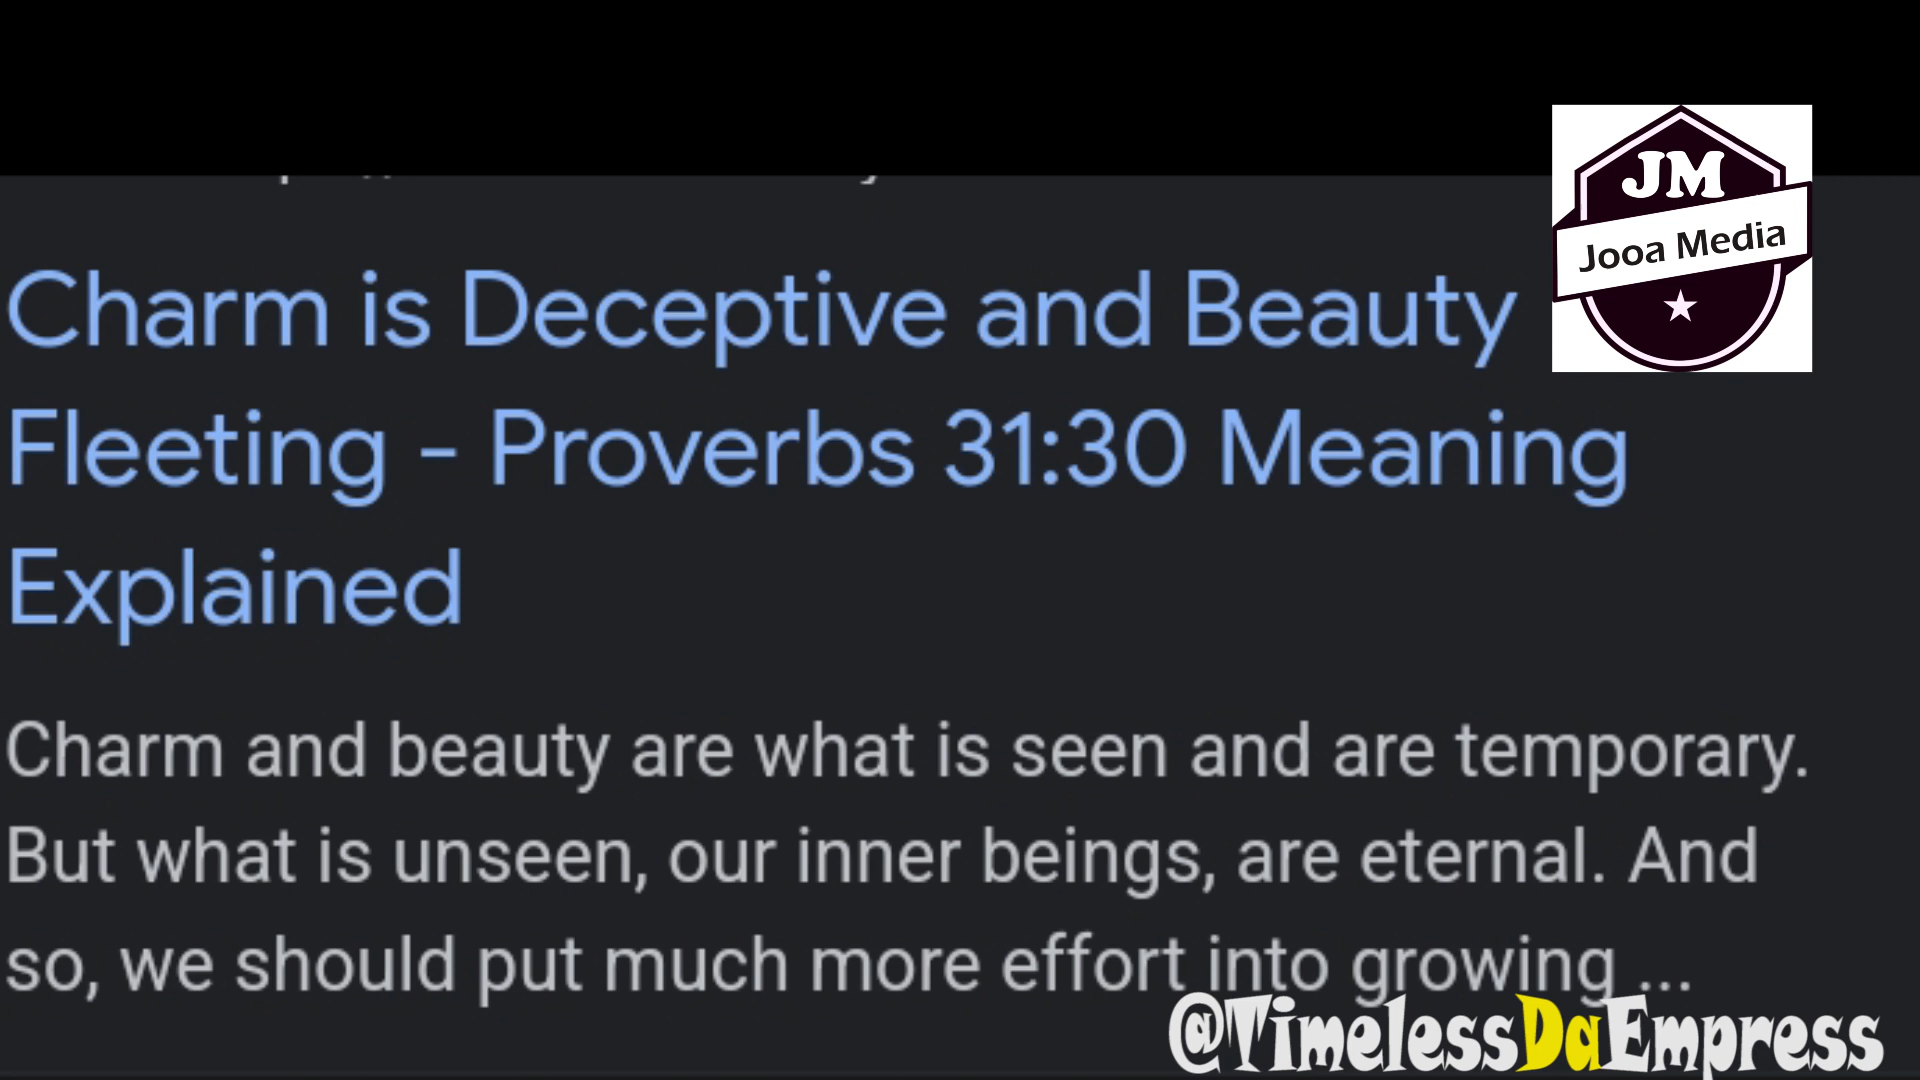 JM
Jooa Media
Charm is Deceptive and Beauty
Fleeting - Proverbs 31:30 Meaning
Explained
Charm and beauty are what is seen and are temporary.
But what is unseen, our inner beings, are eternal. And
so, we should put much more effort into growing ...
@TimelessDaEmpress